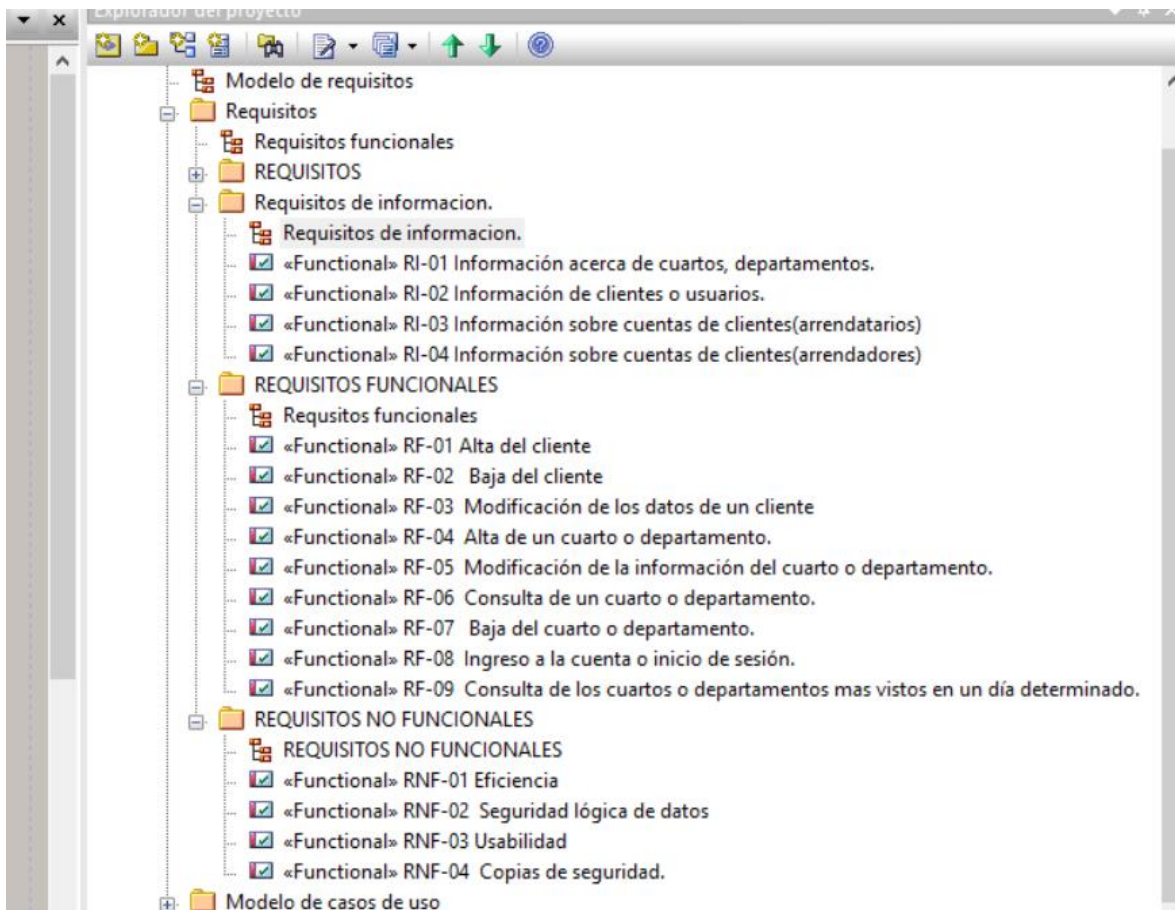 Explorador del proyecto
Modelo de requisitos
Requisitos
Requisitos funcionales
REQUISITOS
Requisitos de informacion.
Requisitos de informacion.
«Functional» RI-01 Información acerca de cuartos, departamentos.
«Functional» RI-02 Información de clientes o usuarios.
«Functional» RI-03 Información sobre cuentas de clientes(arrendatarios)
«Functional» RI-04 Información sobre cuentas de clientes(arrendadores)
REQUISITOS FUNCIONALES
Requsitos funcionales
«Functional» RF-01 Alta del cliente
«Functional» RF-02 Baja del cliente
«Functional» RF-03 Modificación de los datos de un cliente
«Functional» RF-04 Alta de un cuarto o departamento.
«Functional» RF-05 Modificación de la información del cuarto o departamento.
«Functional» RF-06 Consulta de un cuarto o departamento.
«Functional» RF-07 Baja del cuarto o departamento.
«Functional» RF-08 Ingreso a la cuenta o inicio de sesión.
«Functional» RF-09 Consulta de los cuartos o departamentos mas vistos en un día determinado.
REQUISITOS NO FUNCIONALES
REQUISITOS NO FUNCIONALES
«Functional» RNF-01 Eficiencia
«Functional» RNF-02 Seguridad lógica de datos
«Functional» RNF-03 Usabilidad
«Functional» RNF-04 Copias de seguridad.
Modelo de casos de uso